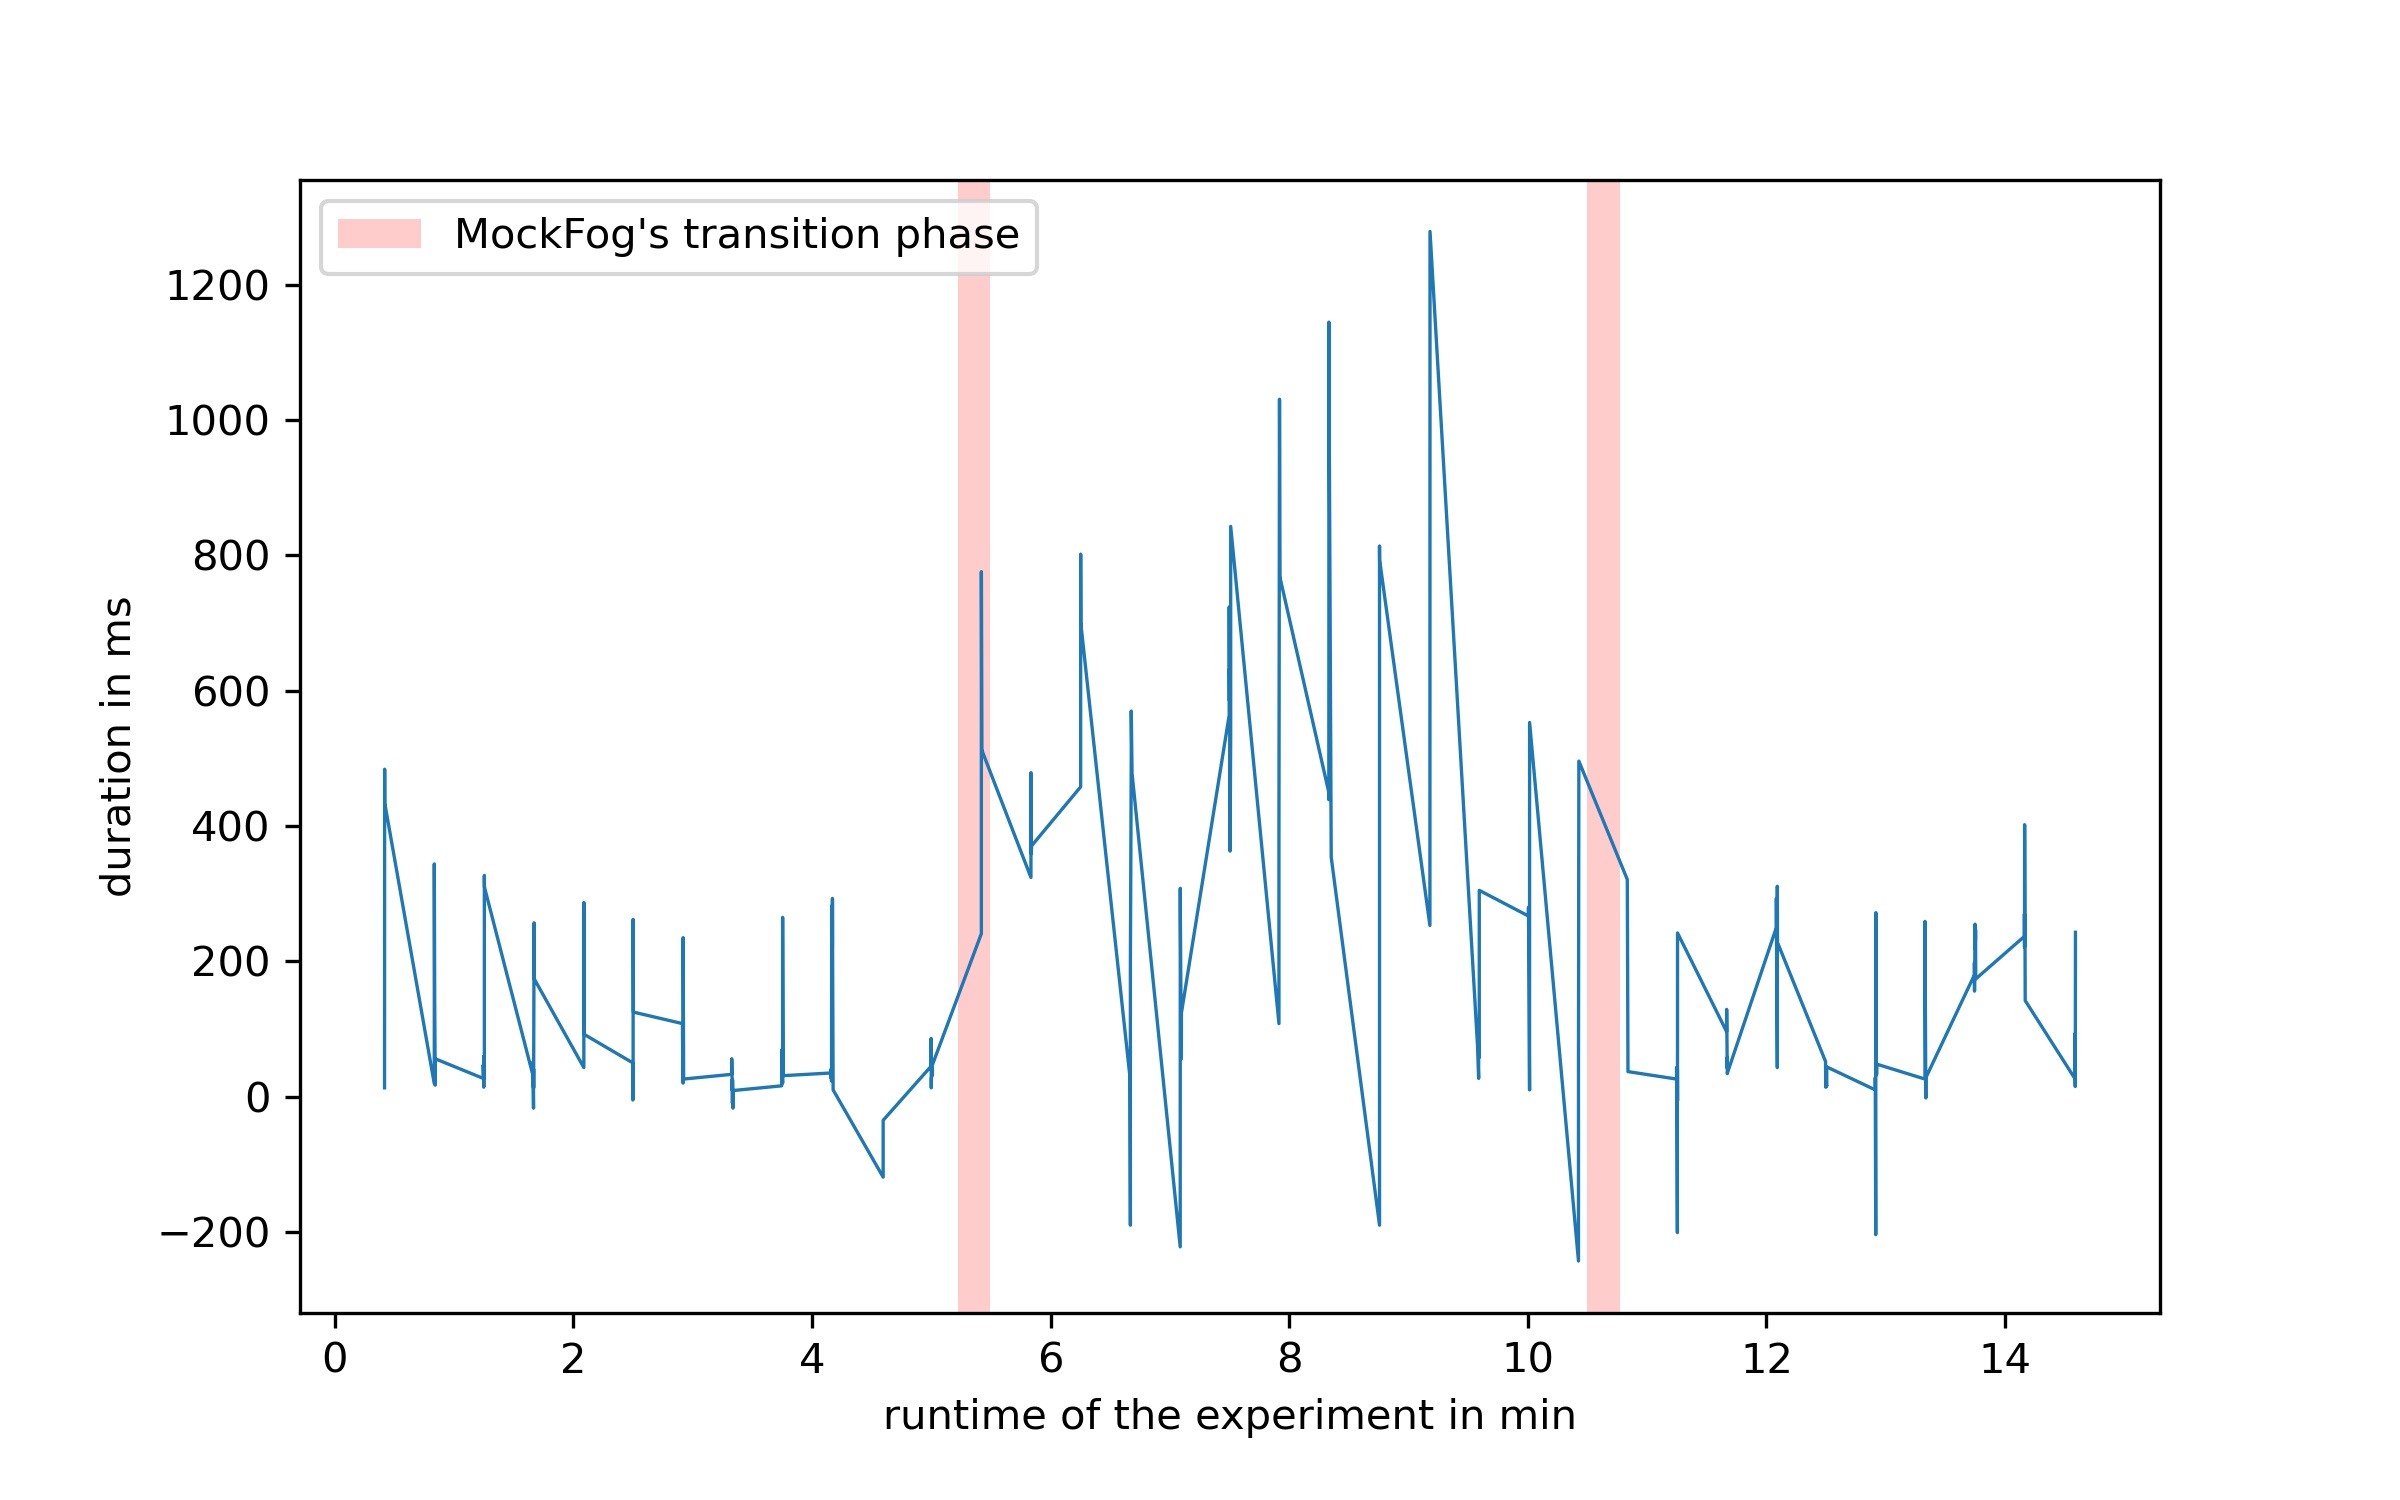 MockFog's transition phase
1200
1000
800
600
400
200
0
−200
duration in ms
0 2 4 6 8 10 12 14
runtime of the experiment in min